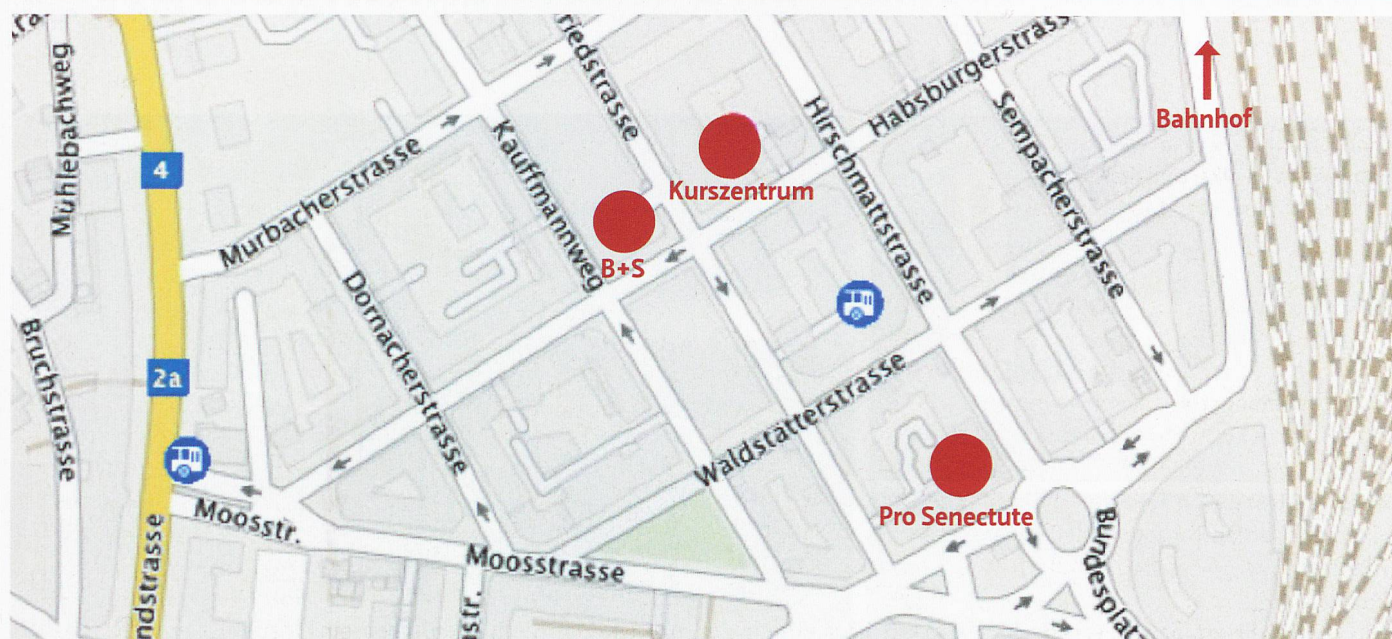 Mühlebachweg
4
Murbacherstrasse
Kauffmannweg
riedstrasse
Kurszentrum
B+S
Hirschmattstrasse
Habsburgerstrass
Sempacherstrasse
Bahnhof
Dornacherstrasse
Bruchstrasse
2a
Waldstätterstrasse
Pro Senectute
Moosstr.
Moosstrasse
ndstrasse
str.
Bundesplatz